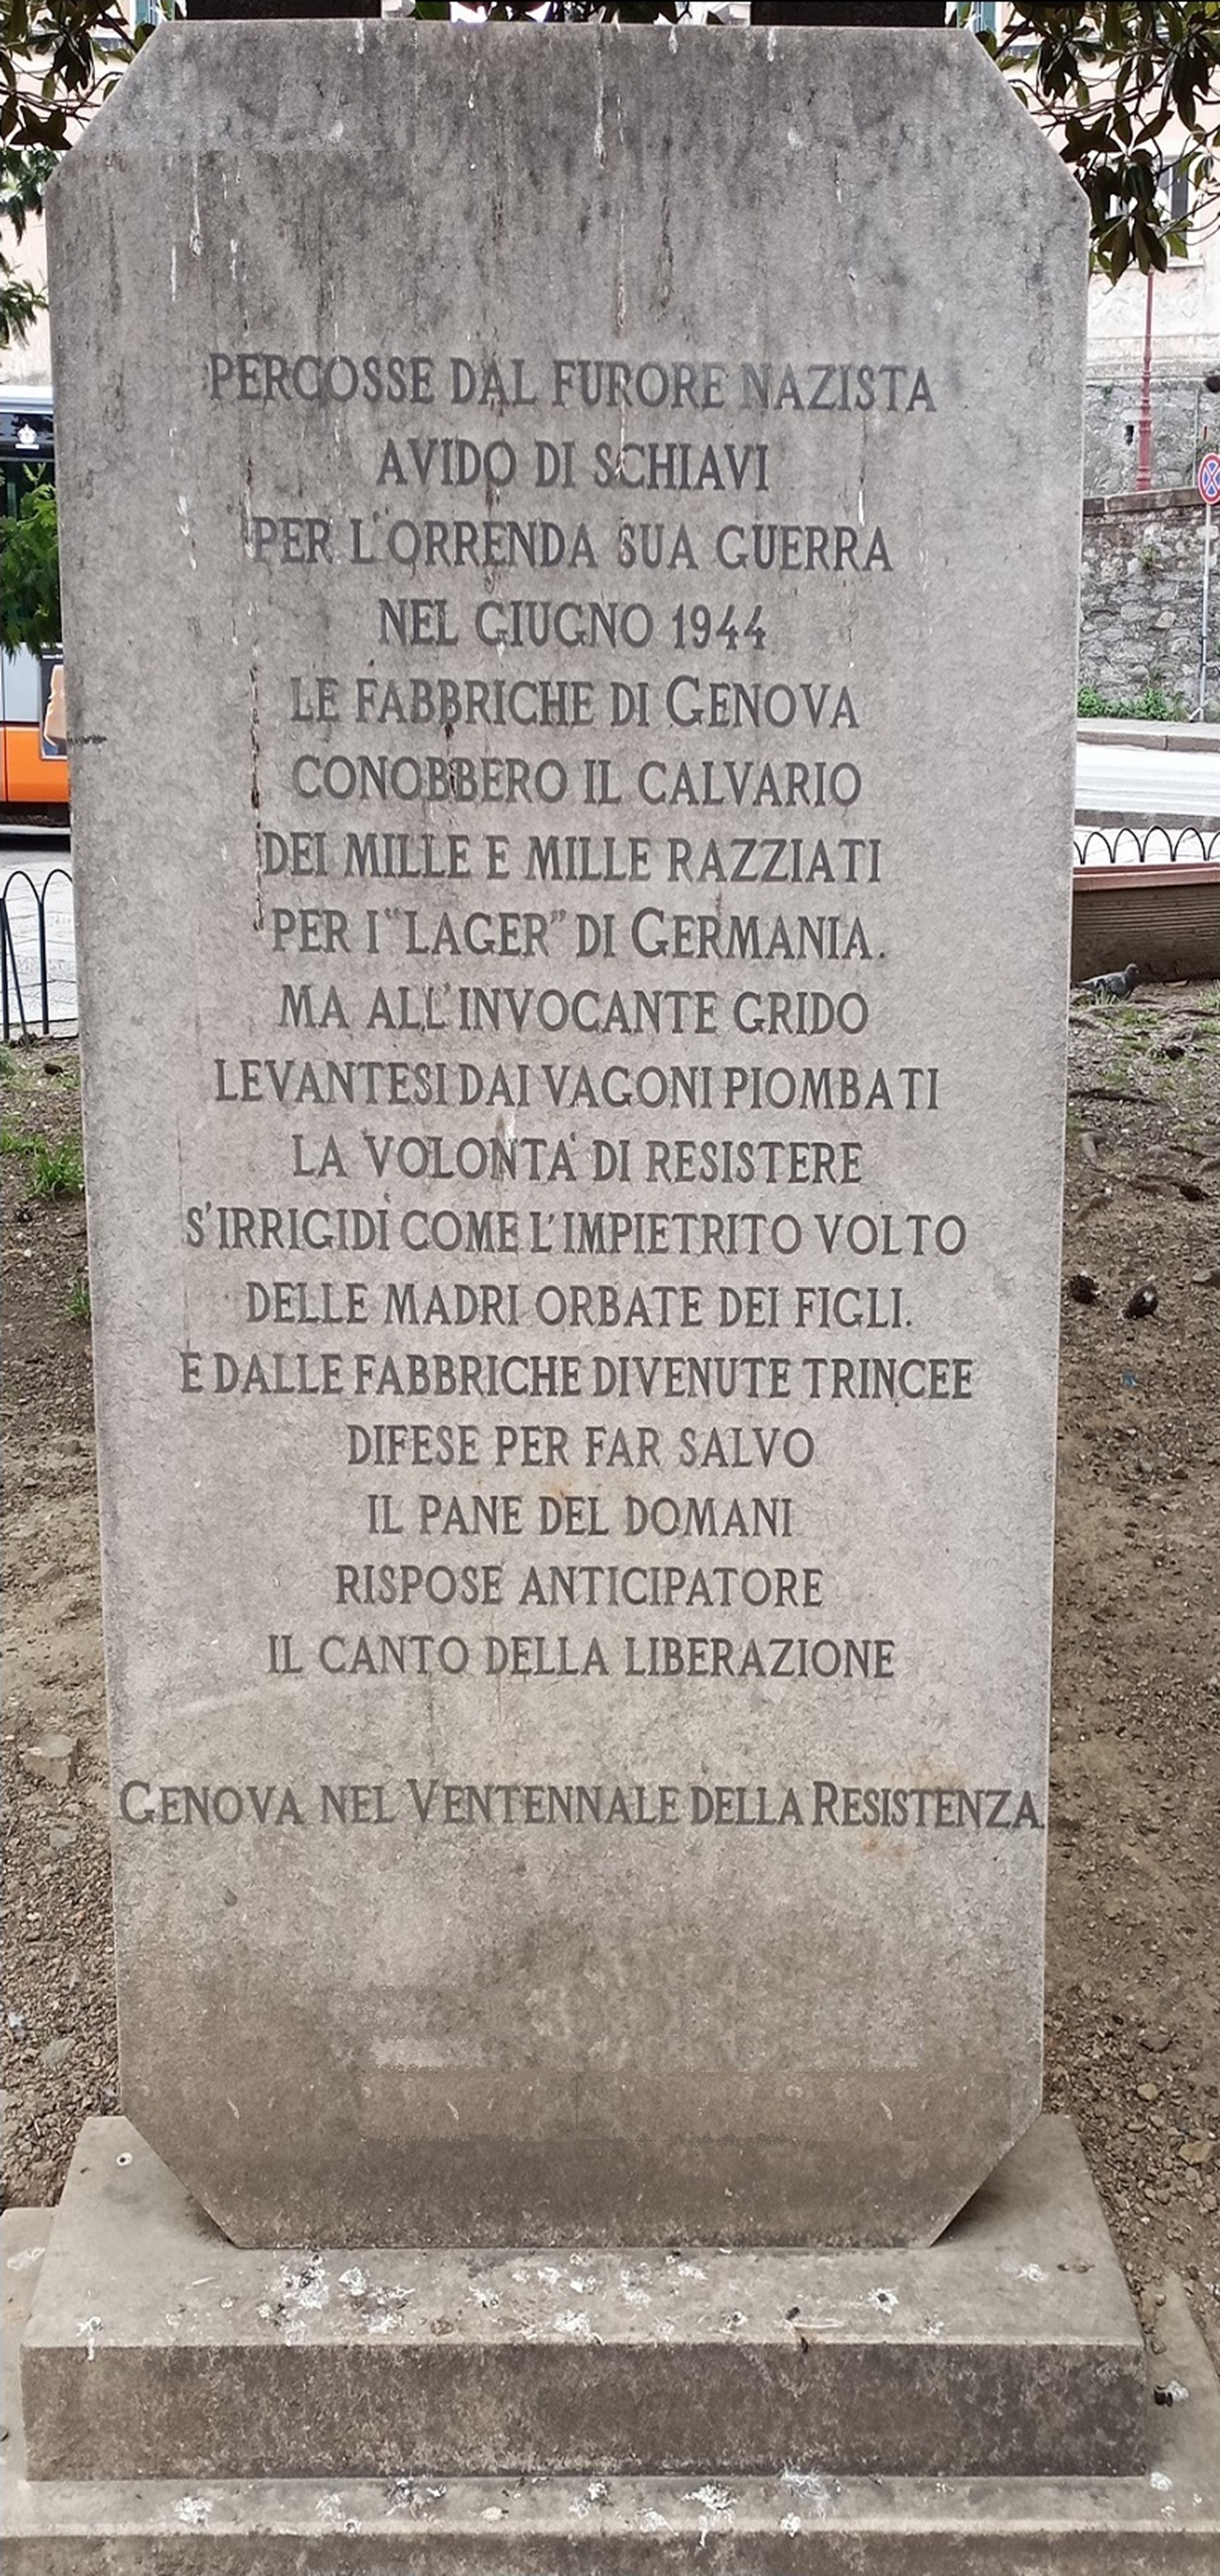 PERCOSSE DAL FURORE NAZISTA
AVIDO DI SCHIAVI
PER L'ORRENDA SUA GUERRA
NEL GIUGNO 1944
LE FABBRICHE DI GENOVA
CONOBBERO IL CALVARIO
DEI MILLE E MILLE RAZZIATI
PER I "LAGER" DI GERMANIA.
MA ALL'INVOCANTE GRIDO
LEVANTESI DAI VAGONI PIOMBATI
LA VOLONTÀ DI RESISTERE
S'IRRIGIDÌ COME L'IMPIETRITO VOLTO
DELLE MADRI ORBATE DEI FIGLI.
E DALLE FABBRICHE DIVENUTE TRINCEE
DIFESE PER FAR SALVO
IL PANE DEL DOMANI
RISPOSE ANTICIPATORE
IL CANTO DELLA LIBERAZIONE
GENOVA NEL VENTENNALE DELLA RESISTENZA